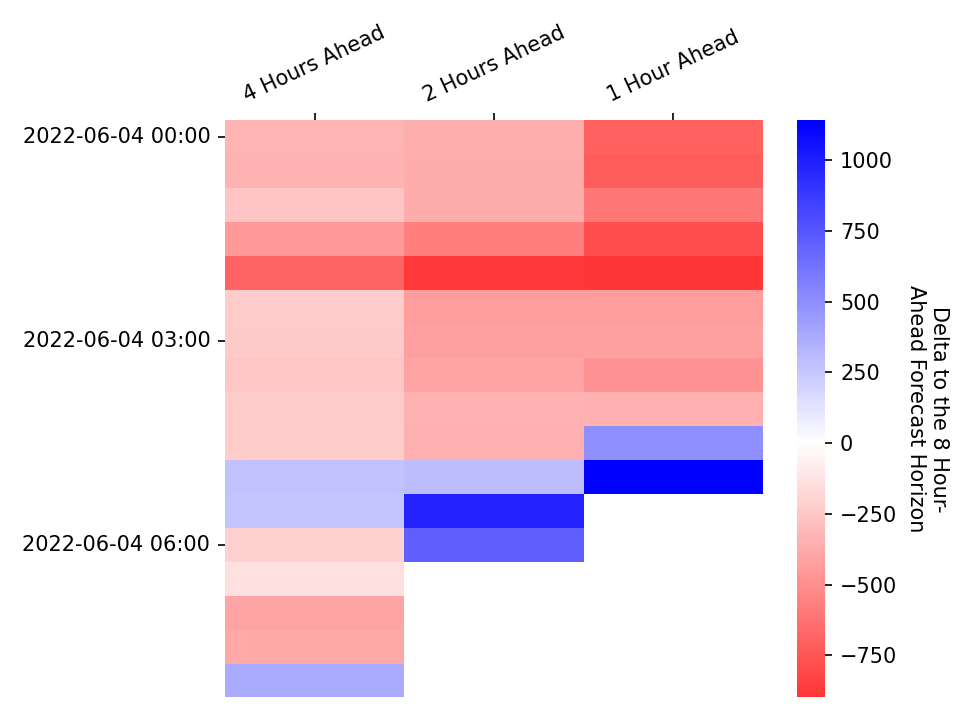 4 Hours Ahead
2 Hours Ahead
1 Hour Ahead
2022-06-04 00:00
2022-06-04 03:00
2022-06-04 06:00
1000
750
500
250
0
−250
−500
−750
Delta to the 8 Hour-
Ahead Forecast Horizon